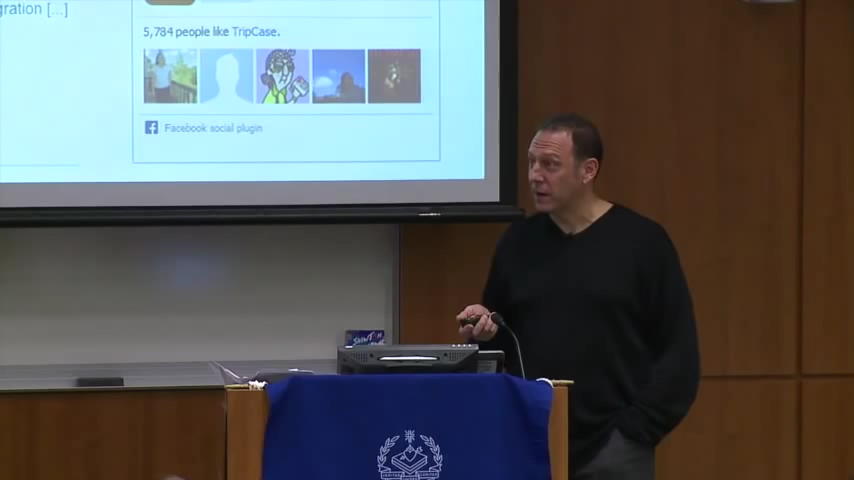 gration [...]
5,784 people like TripCase.
Facebook social plugin